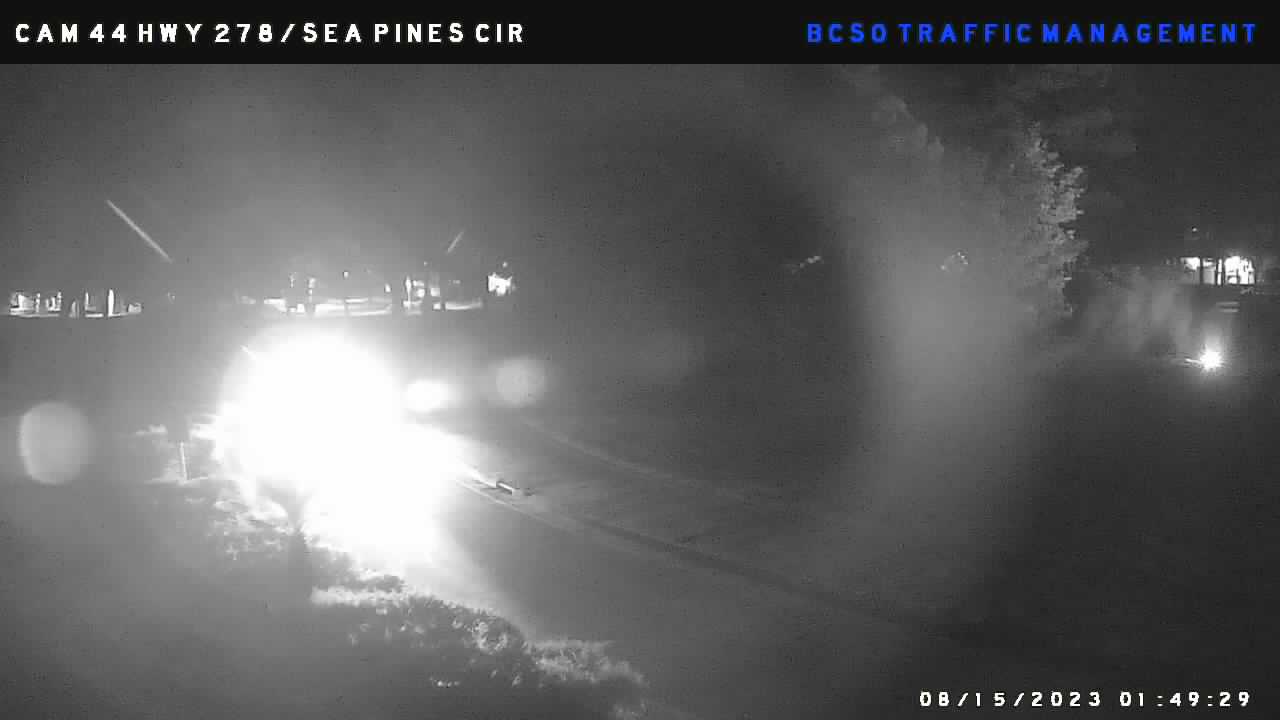 CAM 44 HWY 278/SEA PINES CIR
BCSO TRAFFIC MANAGEMENT
08/15/2023 01:49:29